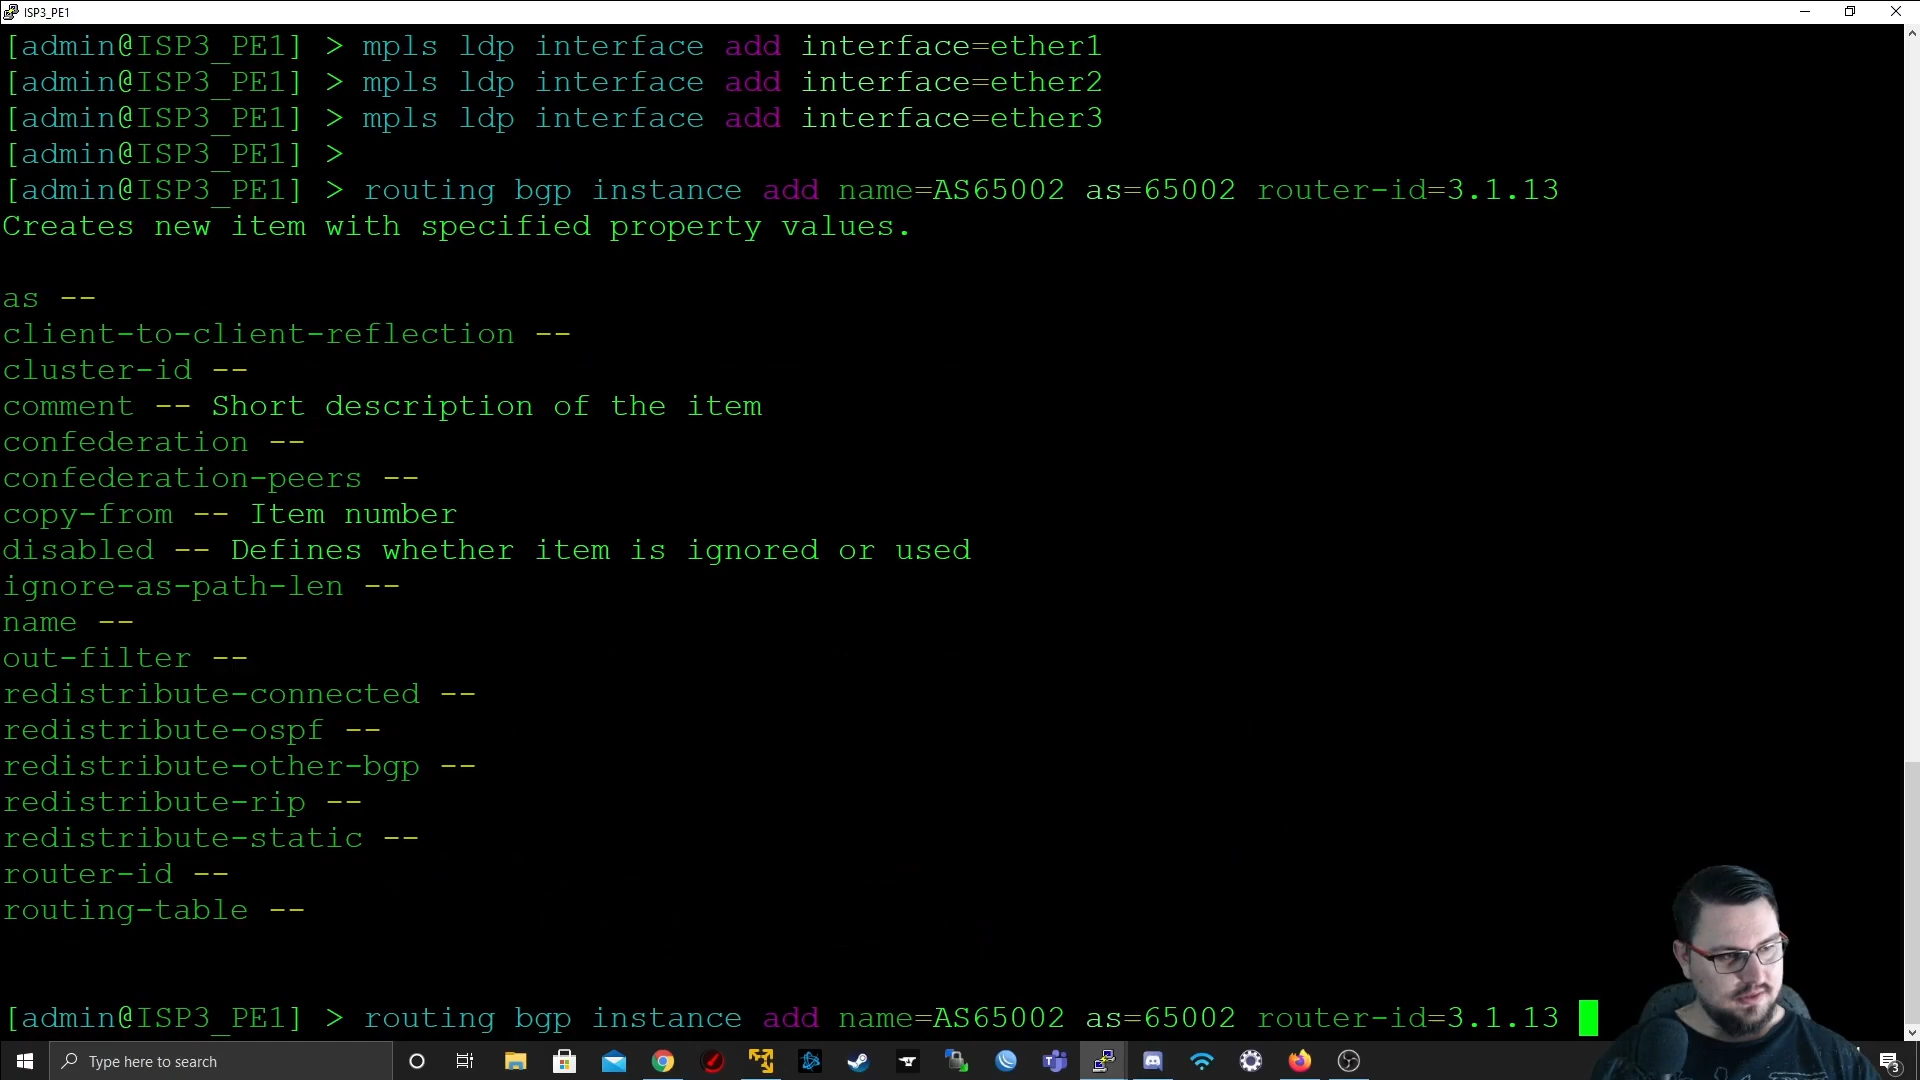 ISP3_PE1
[admin@ISP3_PE1] > mpls ldp interface add interface=ether1
[admin@ISP3_PE1] > mpls ldp interface add interface=ether2
[admin@ISP3_PE1] > mpls ldp interface add interface=ether3
[admin@ISP3_PE1] >
[admin@ISP3_PE1] > routing bgp instance add name=AS65002 as=65002 router-id=3.1.13
Creates new item with specified property values.
as --
client-to-client-reflection --
cluster-id --
comment -- Short description of the item
confederation --
confederation-peers --
copy-from -- Item number
disabled -- Defines whether item is ignored or used
ignore-as-path-len --
name --
out-filter --
redistribute-connected --
redistribute-ospf --
redistribute-other-bgp --
redistribute-rip --
redistribute-static --
router-id --
routing-table --
[admin@ISP3_PE1] > routing bgp instance add name=AS65002 as=65002 router-id=3.1.13
Type here to search
3